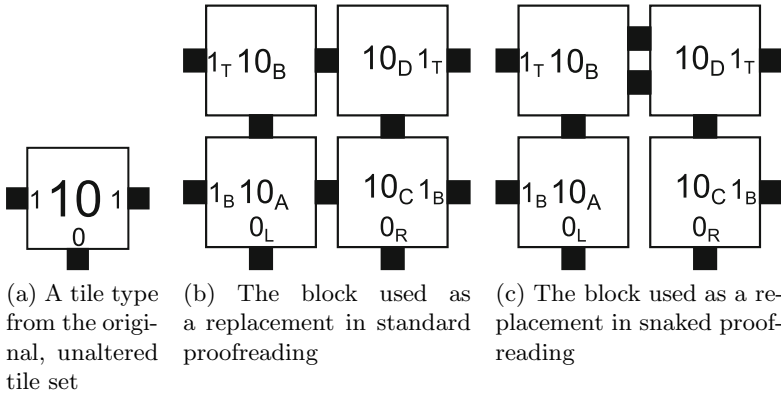 1 10 1
0
1T 10B
10D 1T
1B 10A
0L
10C 1B
0R
1T 10B
10D 1T
1B 10A
0L
10C 1B
0R
(a) A tile type
from the origi-
nal, unaltered
tile set
(b) The block used as
a replacement in standard
proofreading
(c) The block used as a re-
placement in snaked proof-
reading